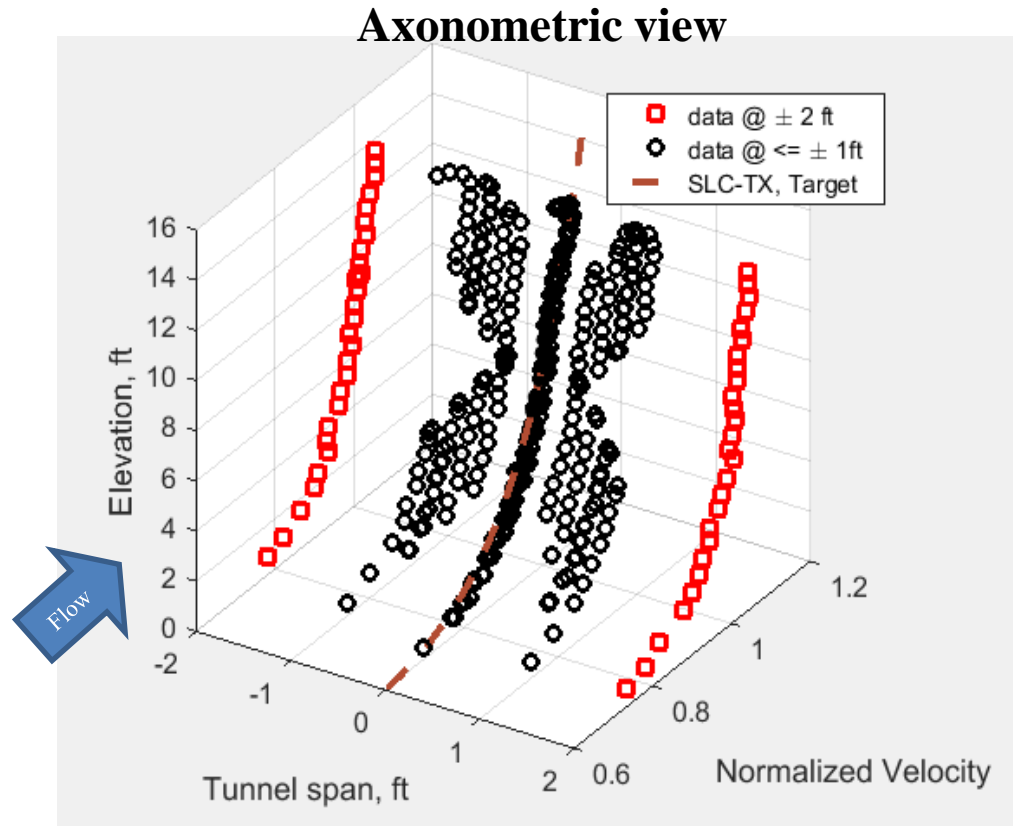 Axonometric view
data @ ± 2 ft
data @ <= ± 1ft
SLC-TX, Target
16
14
12
10
8
6
4
2
0
Elevation, ft
Flow
-2
-1
0
1
2
Tunnel span, ft
0.6
0.8
1
1.2
Normalized Velocity